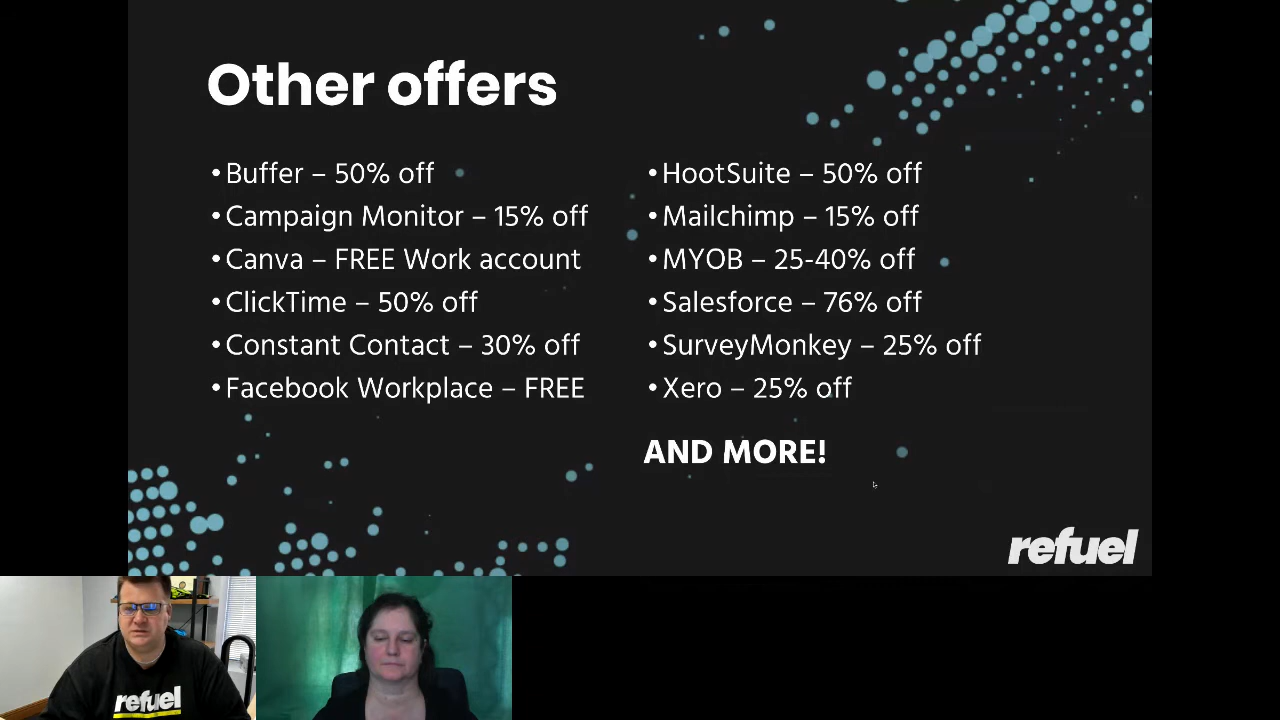 Other offers
• Buffer – 50% off
• Campaign Monitor – 15% off
• Canva – FREE Work account
• ClickTime – 50% off
• Constant Contact – 30% off
• Facebook Workplace – FREE
• HootSuite – 50% off
• Mailchimp – 15% off
• MYOB – 25-40% off
• Salesforce – 76% off
• SurveyMonkey – 25% off
• Xero – 25% off
AND MORE!
refuel
refuel